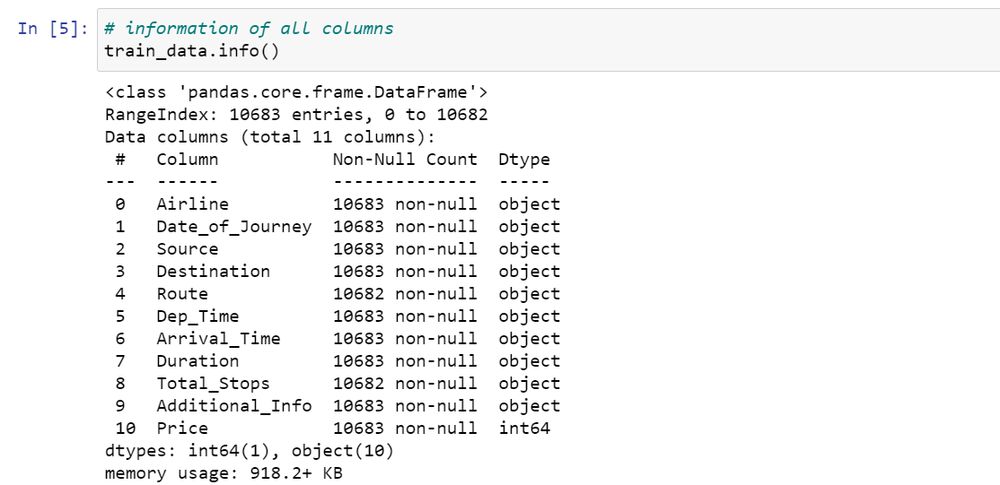 In [5]: # information of all columns
train_data.info()
<class 'pandas.core.frame.DataFrame'>
RangeIndex: 10683 entries, 0 to 10682
Data columns (total 11 columns):
 #   Column           Non-Null Count  Dtype
---  ------           --------------  -----
 0   Airline          10683 non-null  object
 1   Date_of_Journey  10683 non-null  object
 2   Source           10683 non-null  object
 3   Destination      10683 non-null  object
 4   Route            10682 non-null  object
 5   Dep_Time         10683 non-null  object
 6   Arrival_Time     10683 non-null  object
 7   Duration         10683 non-null  object
 8   Total_Stops      10682 non-null  object
 9   Additional_Info  10683 non-null  object
 10  Price            10683 non-null  int64
dtypes: int64(1), object(10)
memory usage: 918.2+ KB